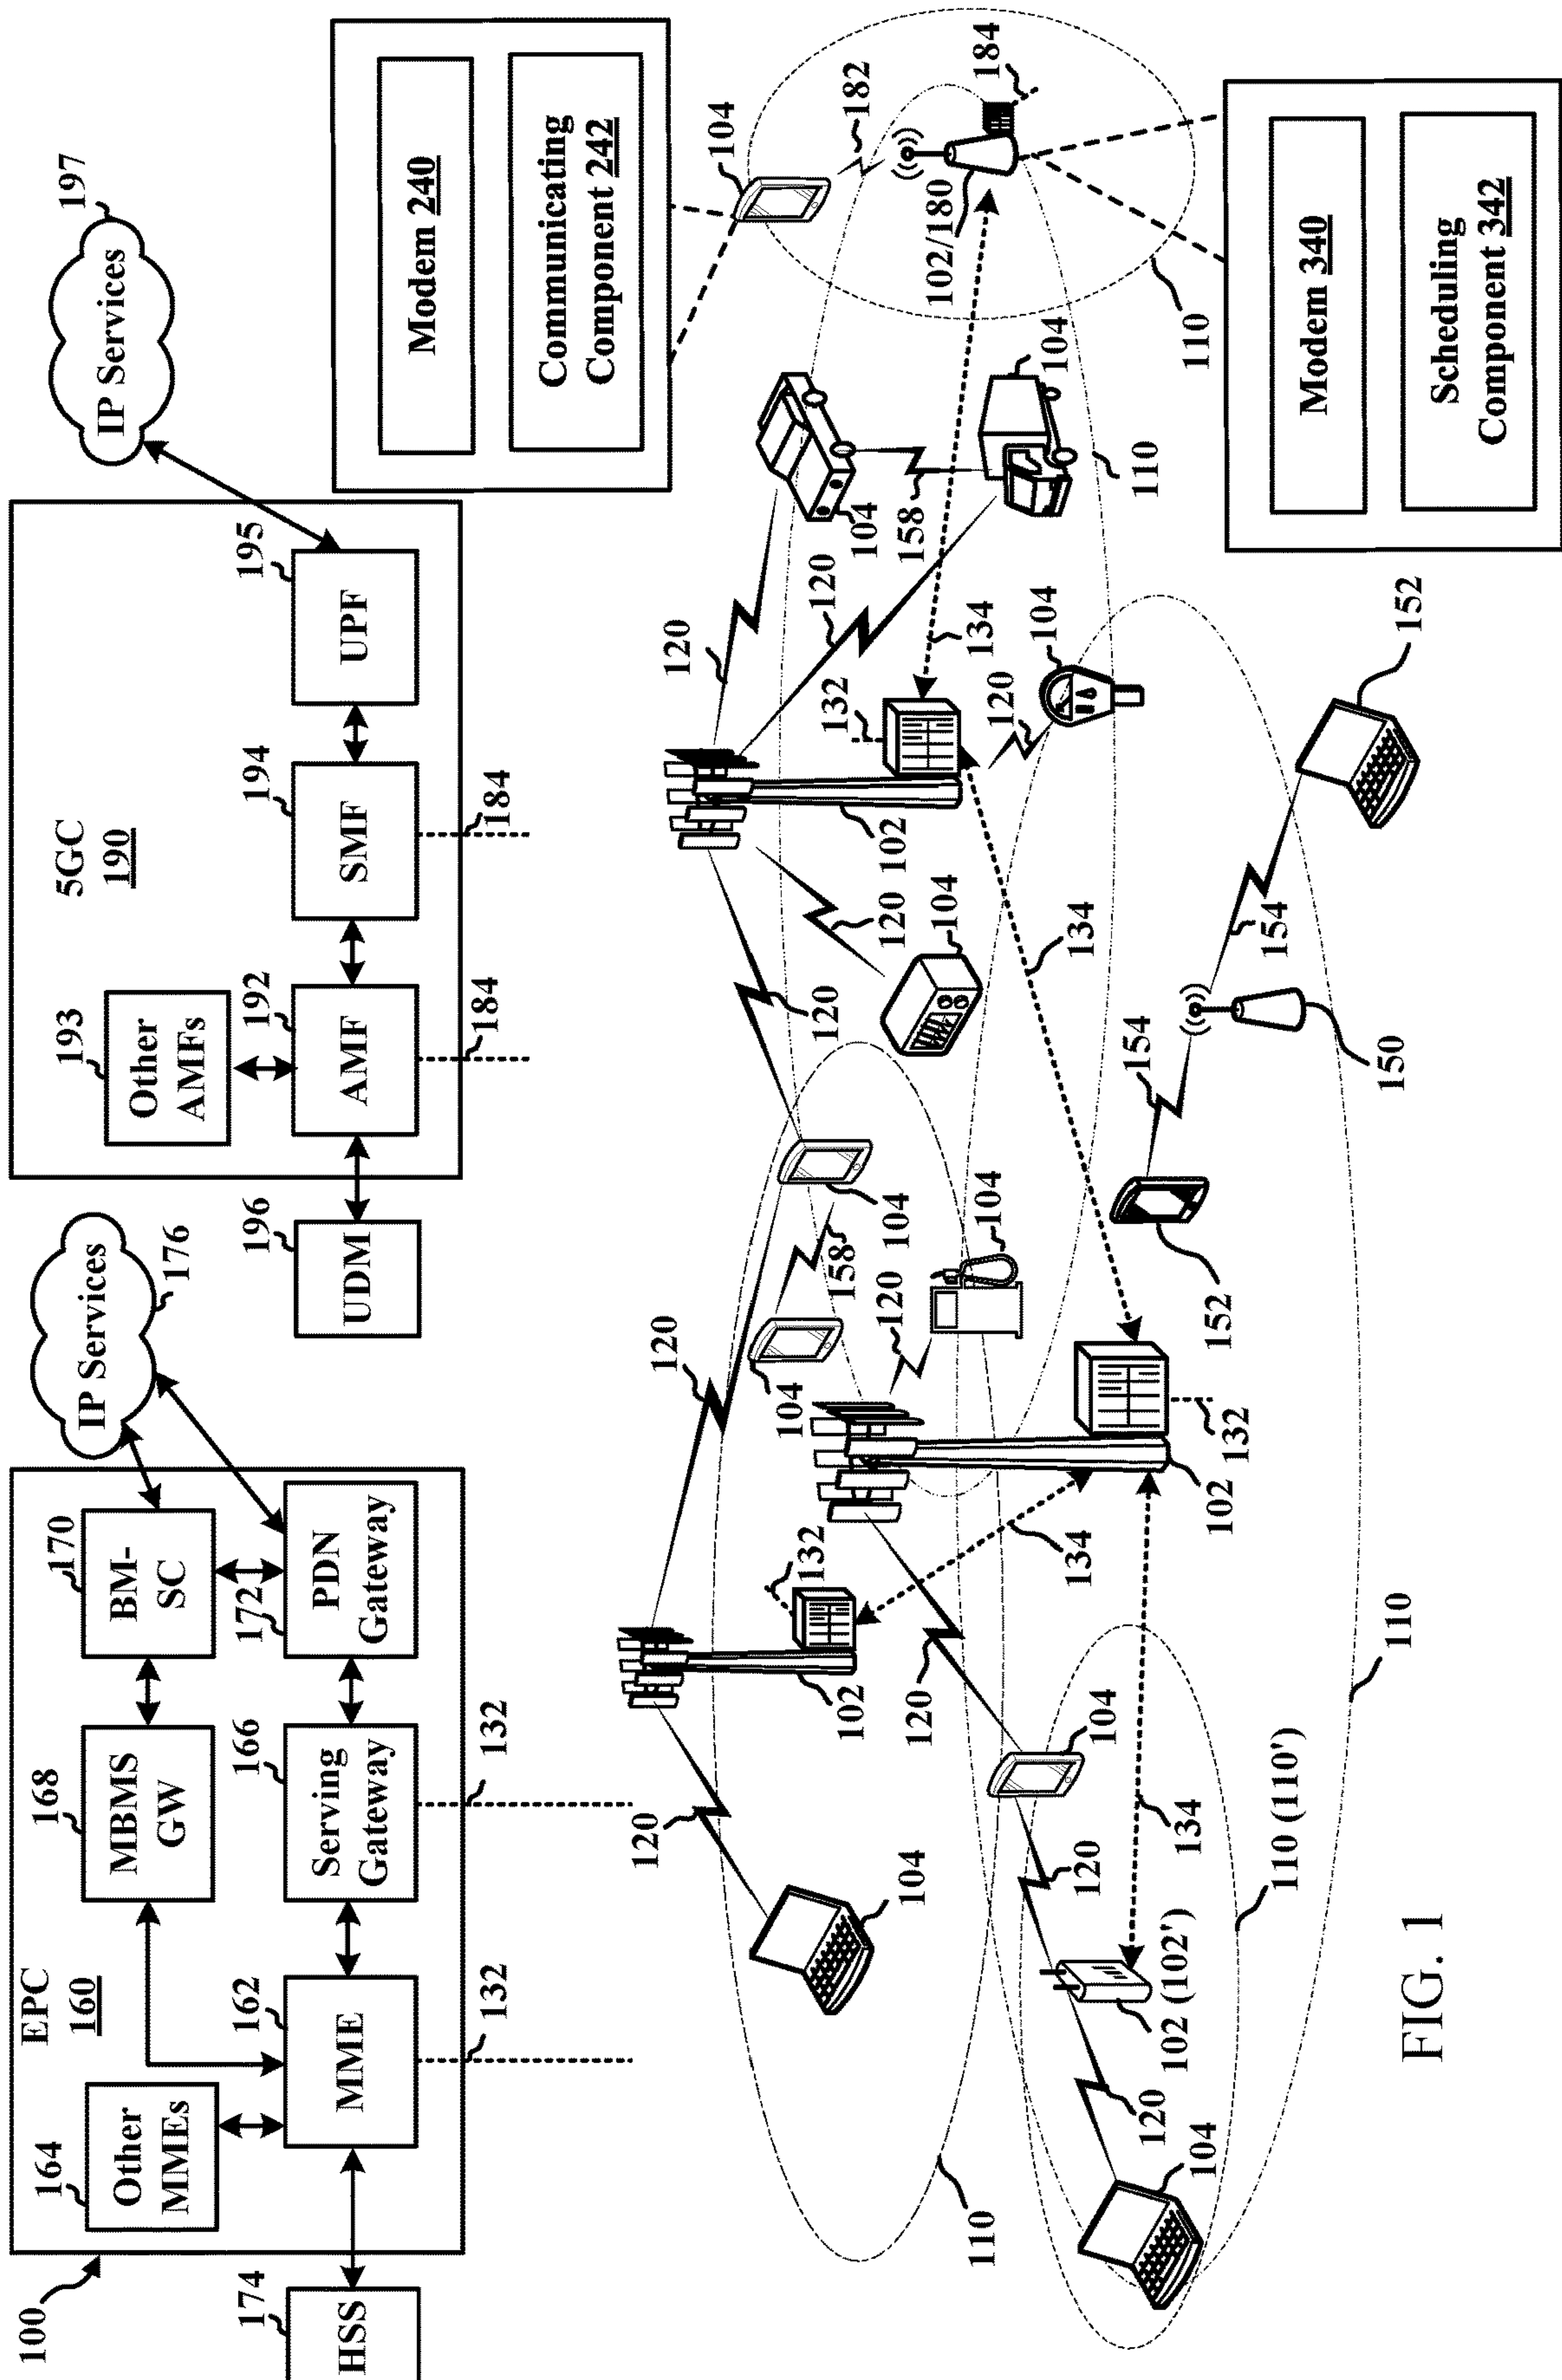 100
EPC
160
164
Other
MMEs
162
MME
168
MBMS
GW
166
Serving
Gateway
170
BM-
SC
172
PDN
Gateway
174
HSS
132
132
IP Services
176
5GC
190
193
Other
AMFs
192
AMF
194
SMF
195
UPF
196
UDM
184
184
IP Services
197
Modem 240
Communicating
Component 242
120
120
120
120
120
120
104
104
158
104
104
104
158
104
182
102/180
184
110
134
132
102
120
104
120
104
110
132
102
120
104
134
134
110
120
104
120
102 (102')
120
104
134
110 (110')
110
102
132
152
154
150
154
152
Modem 340
Scheduling
Component 342
FIG. 1